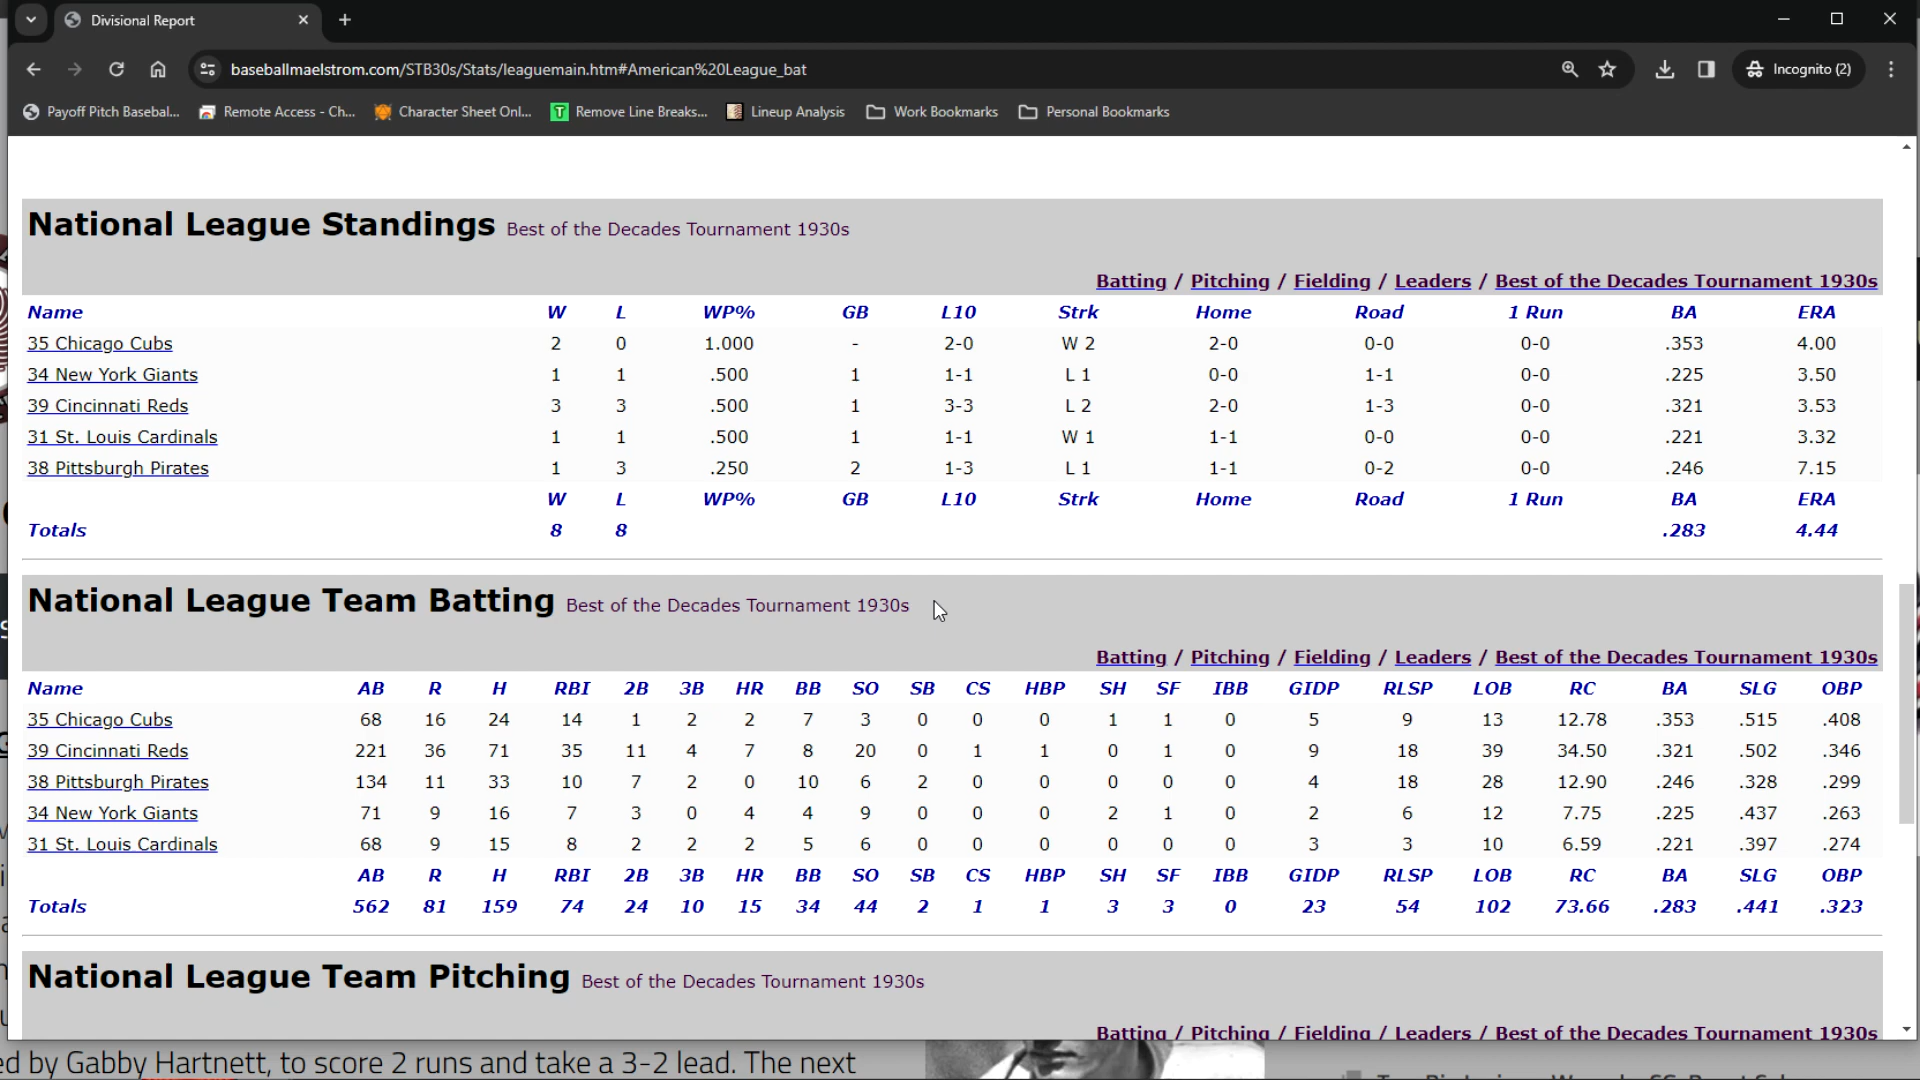 Divisional Report
baseballmaelstrom.com/STB30s/Stats/leaguemain.htm#American%20League_bat
Incognito (2)
Payoff Pitch Basebal... Remote Access - Ch... Character Sheet Onl... Remove Line Breaks... Lineup Analysis Work Bookmarks Personal Bookmarks
National League Standings Best of the Decades Tournament 1930s
Batting / Pitching / Fielding / Leaders / Best of the Decades Tournament 1930s
Name W L WP% GB L10 Strk Home Road 1 Run BA ERA
35 Chicago Cubs 2 0 1.000 - 2-0 W 2 2-0 0-0 0-0 .353 4.00
34 New York Giants 1 1 .500 1 1-1 L 1 0-0 1-1 0-0 .225 3.50
39 Cincinnati Reds 3 3 .500 1 3-3 L 2 2-0 1-3 0-0 .321 3.53
31 St. Louis Cardinals 1 1 .500 1 1-1 W 1 1-1 0-0 0-0 .221 3.32
38 Pittsburgh Pirates 1 3 .250 2 1-3 L 1 1-1 0-2 0-0 .246 7.15
W L WP% GB L10 Strk Home Road 1 Run BA ERA
Totals 8 8 .283 4.44
National League Team Batting Best of the Decades Tournament 1930s
Batting / Pitching / Fielding / Leaders / Best of the Decades Tournament 1930s
Name AB R H RBI 2B 3B HR BB SO SB CS HBP SH SF IBB GIDP RLSP LOB RC BA SLG OBP
35 Chicago Cubs 68 16 24 14 1 2 2 7 3 0 0 0 1 1 0 5 9 13 12.78 .353 .515 .408
39 Cincinnati Reds 221 36 71 35 11 4 7 8 20 0 1 1 0 1 0 9 18 39 34.50 .321 .502 .346
38 Pittsburgh Pirates 134 11 33 10 7 2 0 10 6 2 0 0 0 0 0 4 18 28 12.90 .246 .328 .299
34 New York Giants 71 9 16 7 3 0 4 4 9 0 0 0 2 1 0 2 6 12 7.75 .225 .437 .263
31 St. Louis Cardinals 68 9 15 8 2 2 2 5 6 0 0 0 0 0 0 3 3 10 6.59 .221 .397 .274
AB R H RBI 2B 3B HR BB SO SB CS HBP SH SF IBB GIDP RLSP LOB RC BA SLG OBP
Totals 562 81 159 74 24 10 15 34 44 2 1 1 3 3 0 23 54 102 73.66 .283 .441 .323
National League Team Pitching Best of the Decades Tournament 1930s
Batting / Pitching / Fielding / Leaders / Best of the Decades Tournament 1930s
ed by Gabby Hartnett, to score 2 runs and take a 3-2 lead. The next